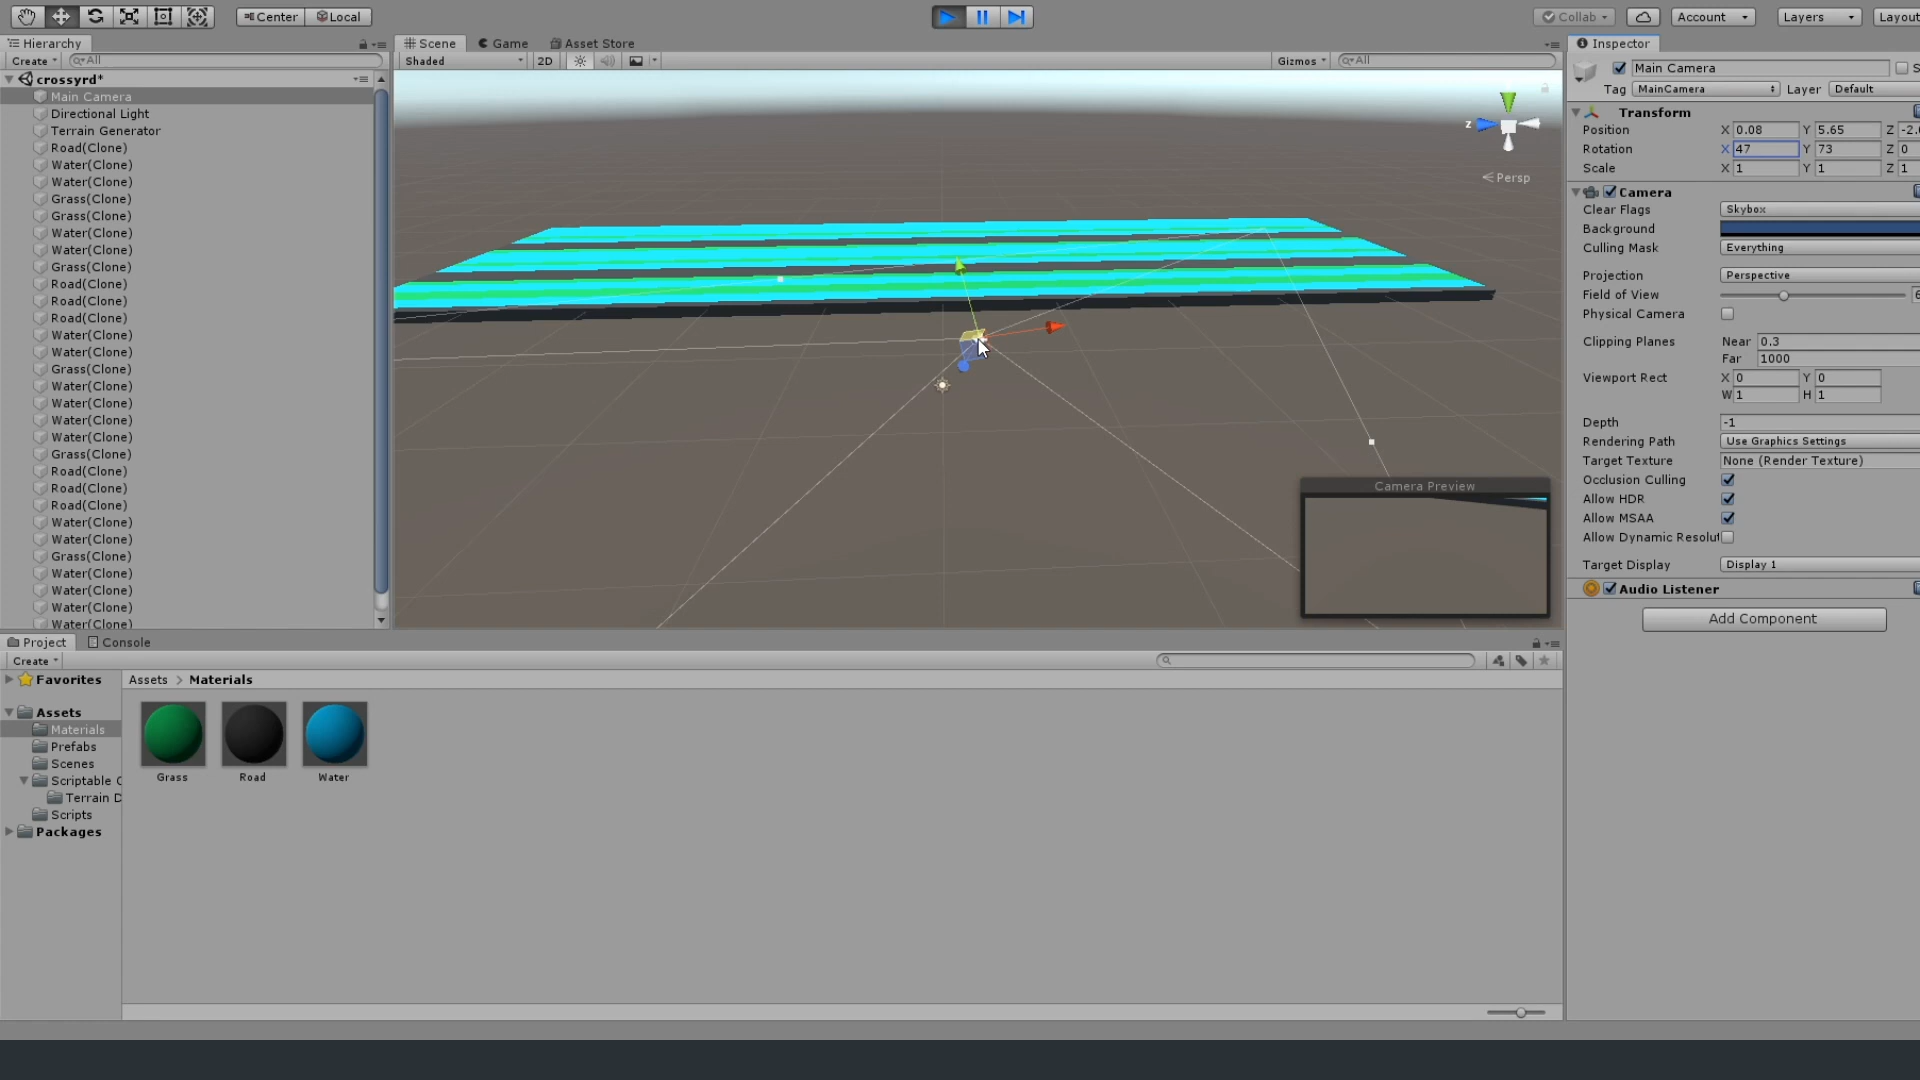 Center
Local
Collab
Account
Layers
Layout
Hierarchy
Scene
Game
Asset Store
Inspector
Create
All
Shaded
2D
Gizmos
All
crossyrd*
Main Camera
Directional Light
Terrain Generator
Road(Clone)
Water(Clone)
Water(Clone)
Grass(Clone)
Grass(Clone)
Water(Clone)
Water(Clone)
Grass(Clone)
Road(Clone)
Road(Clone)
Road(Clone)
Water(Clone)
Water(Clone)
Grass(Clone)
Water(Clone)
Water(Clone)
Water(Clone)
Water(Clone)
Grass(Clone)
Road(Clone)
Road(Clone)
Road(Clone)
Water(Clone)
Water(Clone)
Grass(Clone)
Water(Clone)
Water(Clone)
Water(Clone)
Water(Clone)
z
Persp
Camera Preview
Main Camera
S
Tag MainCamera Layer Default
Transform
Position X 0.08 Y 5.65 Z
Rotation X 47 Y 73 Z 0
Scale X 1 Y 1 Z 1
Camera
Clear Flags Skybox
Background
Culling Mask Everything
Projection Perspective
Field of View 6
Physical Camera
Clipping Planes Near 0.3
Far 1000
Viewport Rect X 0 Y 0
W 1 H 1
Depth -1
Rendering Path Use Graphics Settings
Target Texture None (Render Texture)
Occlusion Culling
Allow HDR
Allow MSAA
Allow Dynamic Resolut
Target Display Display 1
Audio Listener
Add Component
Project
Console
Create
Favorites
Assets
Materials
Prefabs
Scenes
Scriptable
Terrain D
Scripts
Packages
Assets > Materials
Grass
Road
Water